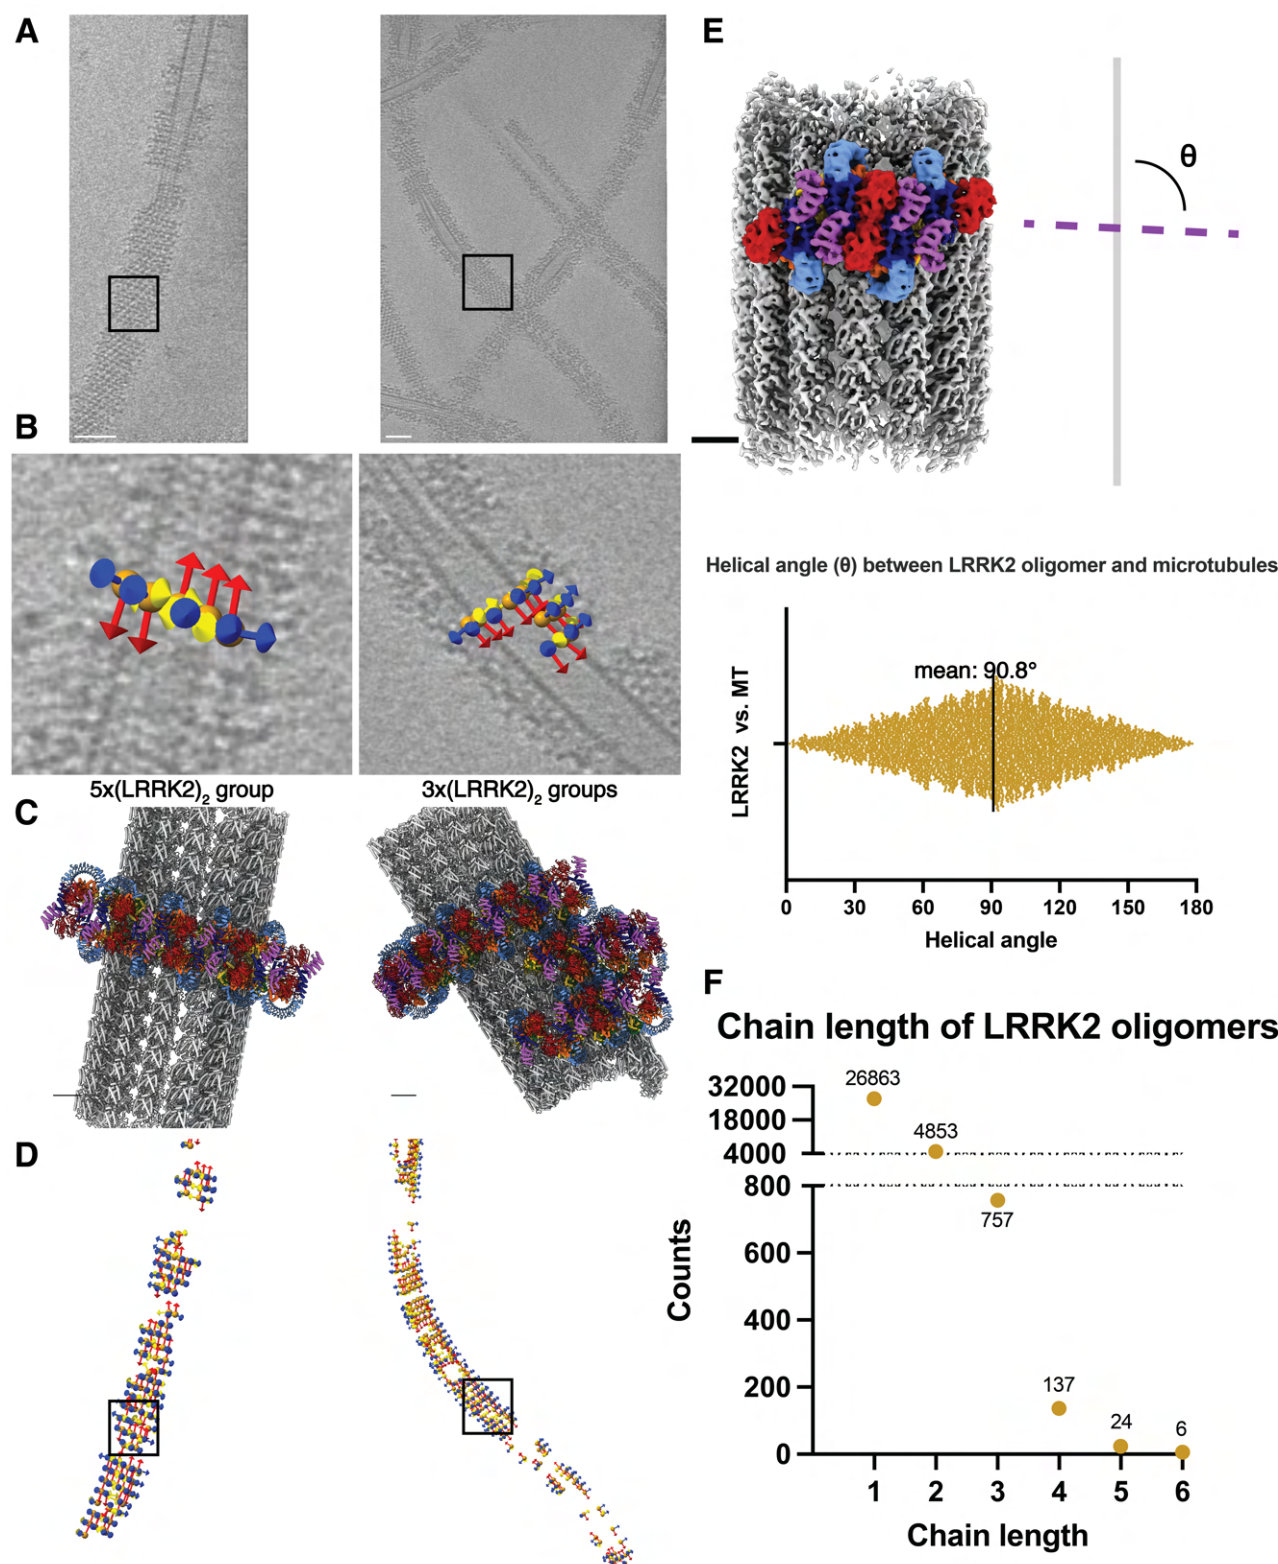 A
B
5x(LRRK2)₂ group
3x(LRRK2)₂ groups
C
D
E
θ
Helical angle (θ) between LRRK2 oligomer and microtubules
LRRK2 vs. MT
mean: 90.8°
0 30 60 90 120 150 180
Helical angle
F
Chain length of LRRK2 oligomers
Counts
32000
18000
4000
800
600
400
200
0
26863
4853
757
137
24
6
1 2 3 4 5 6
Chain length